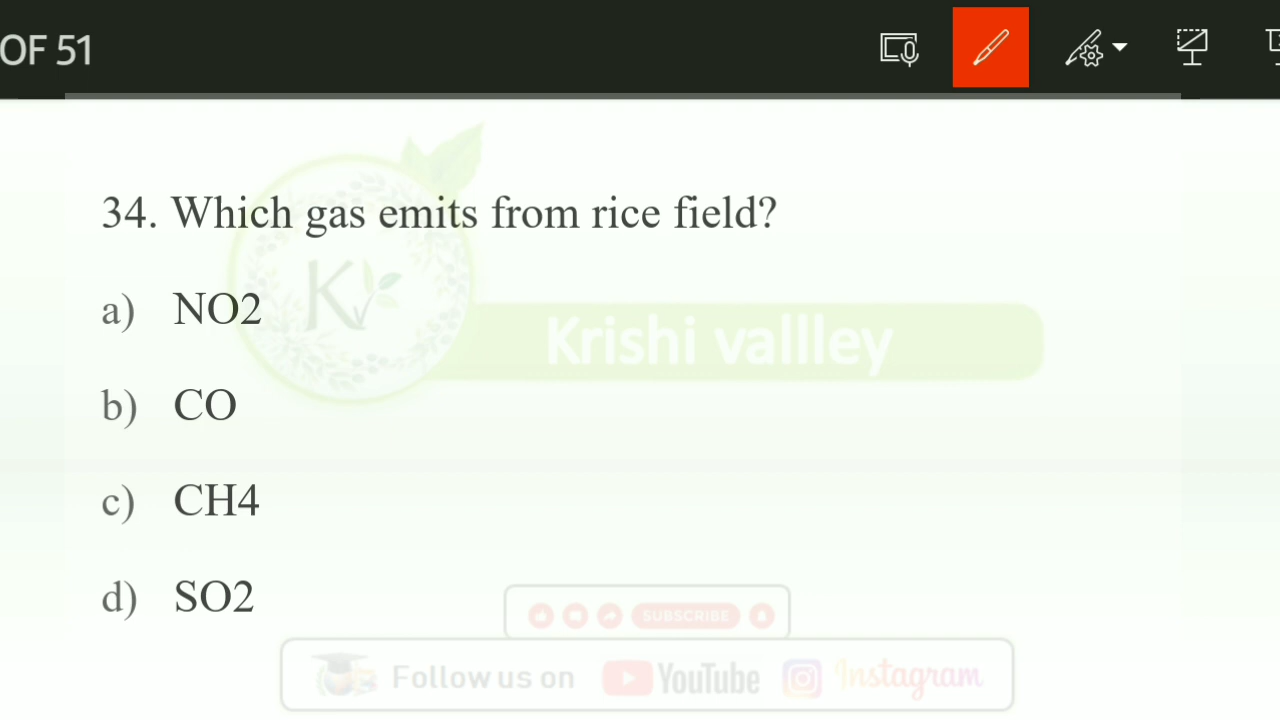 OF 51
34. Which gas emits from rice field?
Krishi vallley
a) NO2
b) CO
c) CH4
d) SO2
SUBSCRIBE
Follow us on YouTube Instagram